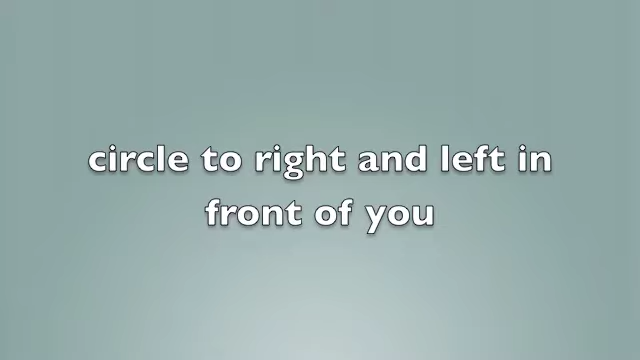 circle to right and left in
front of you